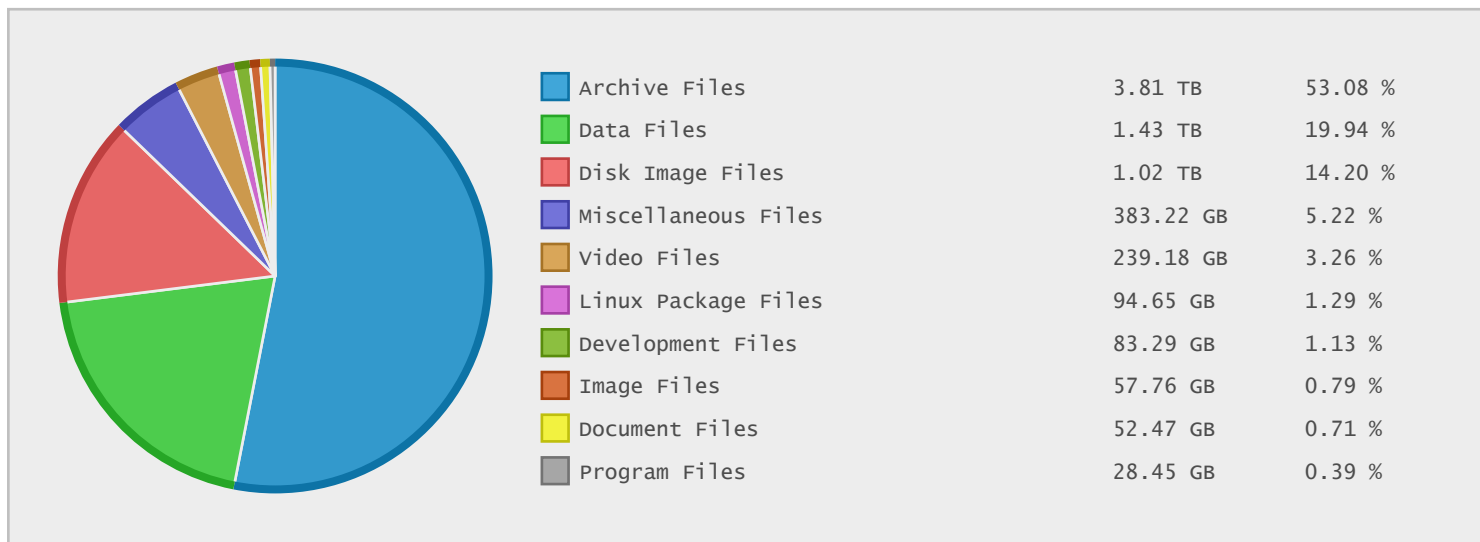 Archive Files 3.81 TB 53.08 %
Data Files 1.43 TB 19.94 %
Disk Image Files 1.02 TB 14.20 %
Miscellaneous Files 383.22 GB 5.22 %
Video Files 239.18 GB 3.26 %
Linux Package Files 94.65 GB 1.29 %
Development Files 83.29 GB 1.13 %
Image Files 57.76 GB 0.79 %
Document Files 52.47 GB 0.71 %
Program Files 28.45 GB 0.39 %